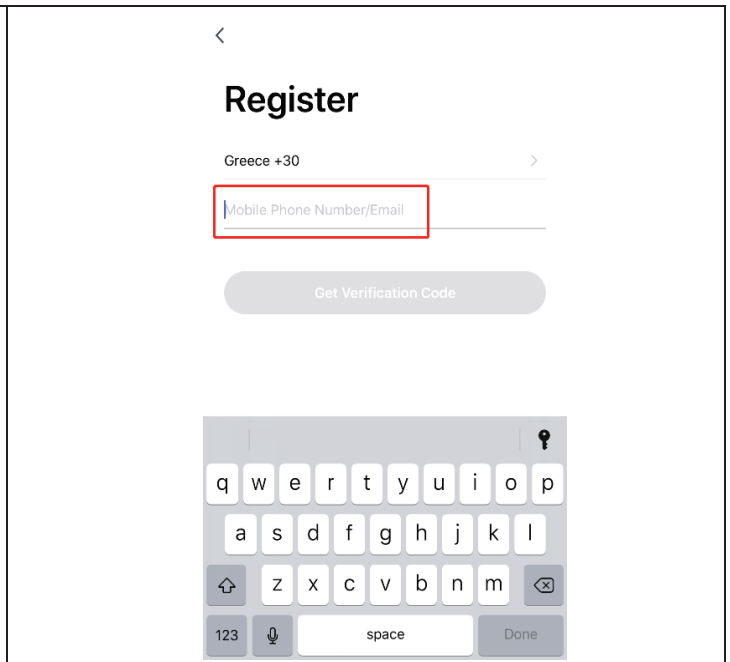 Register
Greece +30
Mobile Phone Number/Email
Get Verification Code
q w e r t y u i o p
a s d f g h j k l
z x c v b n m
123 space Done